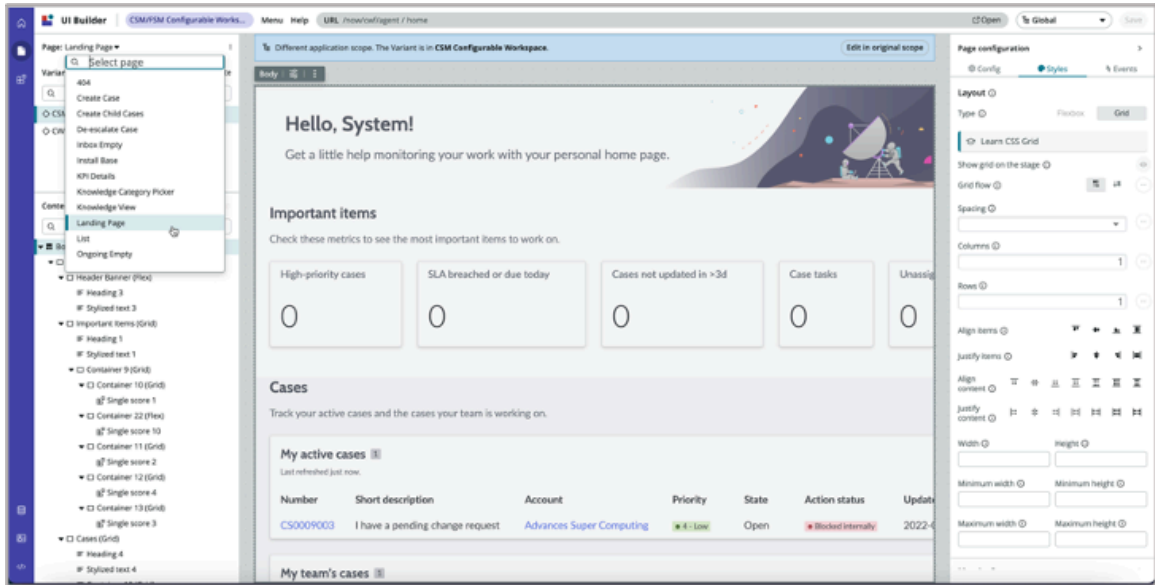 UI Builder
CSM/FSM Configurable Works...
Menu Help
URL /now/cwf/agent / home
Open
Global
Save
Page: Landing Page
Select page
404
Create Case
Create Child Cases
De-escalate Case
Inbox Empty
Install Base
KPI Details
Knowledge Category Picker
Knowledge View
Landing Page
List
Ongoing Empty
Header Banner (Flex)
Heading 3
Stylized text 3
Important Items (Grid)
Heading 1
Stylized text 1
Container 9 (Grid)
Container 10 (Grid)
Single score 1
Container 22 (Flex)
Single score 10
Container 11 (Grid)
Single score 2
Container 12 (Grid)
Single score 4
Container 13 (Grid)
Single score 3
Cases (Grid)
Heading 4
Stylized text 4
Different application scope. The Variant is in CSM Configurable Workspace.
Edit in original scope
Body
Hello, System!
Get a little help monitoring your work with your personal home page.
Important items
Check these metrics to see the most important items to work on.
High-priority cases
0
SLA breached or due today
0
Cases not updated in >3d
0
Case tasks
0
Unassig
0
Cases
Track your active cases and the cases your team is working on.
My active cases 1
Last refreshed just now.
Number Short description Account Priority State Action status Update
CS0009003 I have a pending change request Advances Super Computing 4 - Low Open Blocked Internally 2022-0
My team's cases 1
Page configuration
Config Styles Events
Layout
Type Flexbox Grid
Learn CSS Grid
Show grid on the stage
Grid flow
Spacing
Columns
1
Rows
1
Align items
Justify items
Align
content
Justify
content
Width Height
Minimum width Minimum height
Maximum width Maximum height